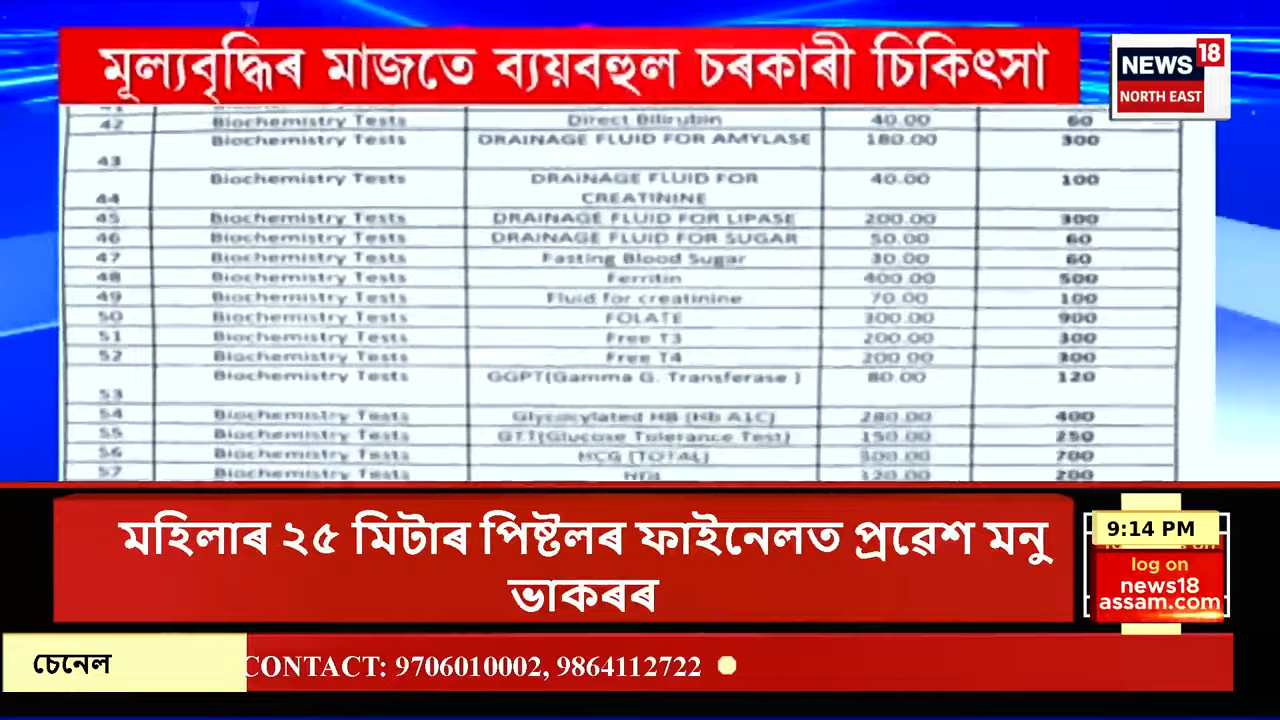 মূল্যবৃদ্ধিৰ মাজতে ব্যয়বহুল চৰকাৰী চিকিৎসা
NEWS 18
NORTH EAST
42 Biochemistry Tests Direct Bilirubin 40.00 60
43 Biochemistry Tests DRAINAGE FLUID FOR AMYLASE 180.00 300
44 Biochemistry Tests DRAINAGE FLUID FOR CREATININE 40.00 100
45 Biochemistry Tests DRAINAGE FLUID FOR LIPASE 200.00 300
46 Biochemistry Tests DRAINAGE FLUID FOR SUGAR 50.00 60
47 Biochemistry Tests Fasting Blood Sugar 30.00 60
48 Biochemistry Tests Ferritin 400.00 500
49 Biochemistry Tests Fluid for creatinine 70.00 100
50 Biochemistry Tests FOLATE 300.00 900
51 Biochemistry Tests Free T3 200.00 300
52 Biochemistry Tests Free T4 200.00 300
53 Biochemistry Tests GGPT(Gamma G. Transferase ) 80.00 120
54 Biochemistry Tests Glycocylated HB (Hb A1C) 280.00 400
55 Biochemistry Tests GTT(Glucose Tolerance Test) 150.00 250
56 Biochemistry Tests HCG (TOTAL) 300.00 700
57 Biochemistry Tests HDL 120.00 200
মহিলাৰ ২৫ মিটাৰ পিষ্টলৰ ফাইনেলত প্ৰৱেশ মনু
ভাকৰৰ
9:14 PM
log on
news18
assam.com
চেনেল
CONTACT: 9706010002, 9864112722